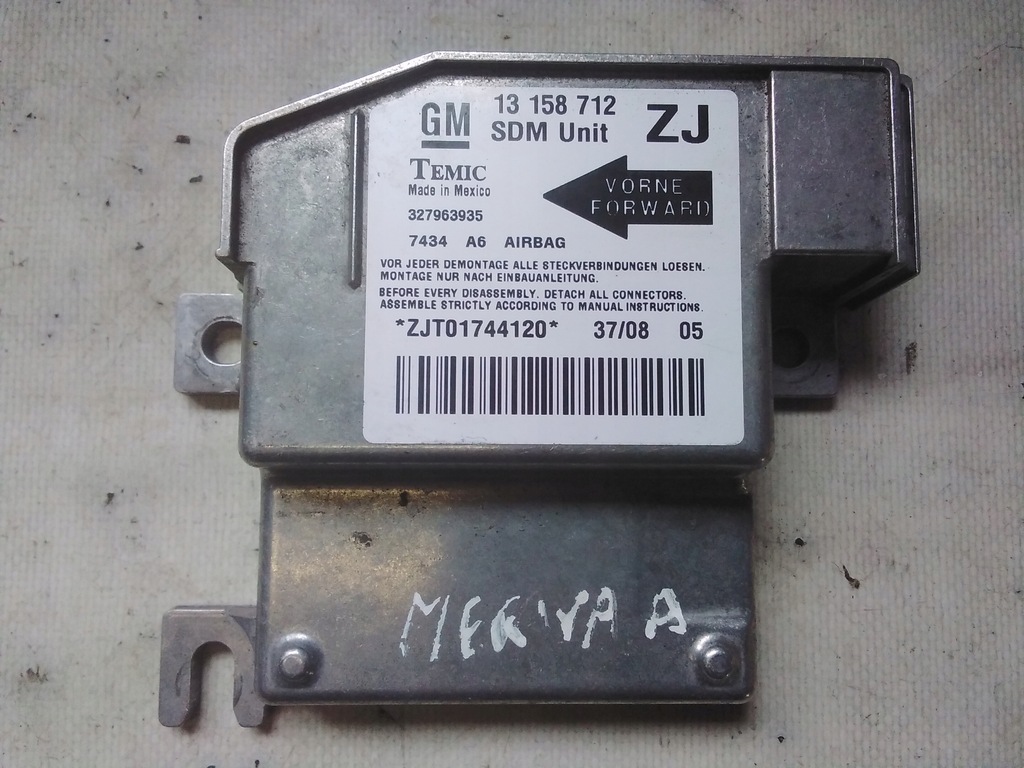 GM 13 158 712 ZJ
SDM Unit
TEMIC
Made in Mexico
VORNE
FORWARD
327963935
7434 A6 AIRBAG
VOR JEDER DEMONTAGE ALLE STECKVERBINDUNGEN LOESEN.
MONTAGE NUR NACH EINBAUANLEITUNG.
BEFORE EVERY DISASSEMBLY. DETACH ALL CONNECTORS.
ASSEMBLE STRICTLY ACCORDING TO MANUAL INSTRUCTIONS.
*ZJT01744120* 37/08 05
MERIVA A